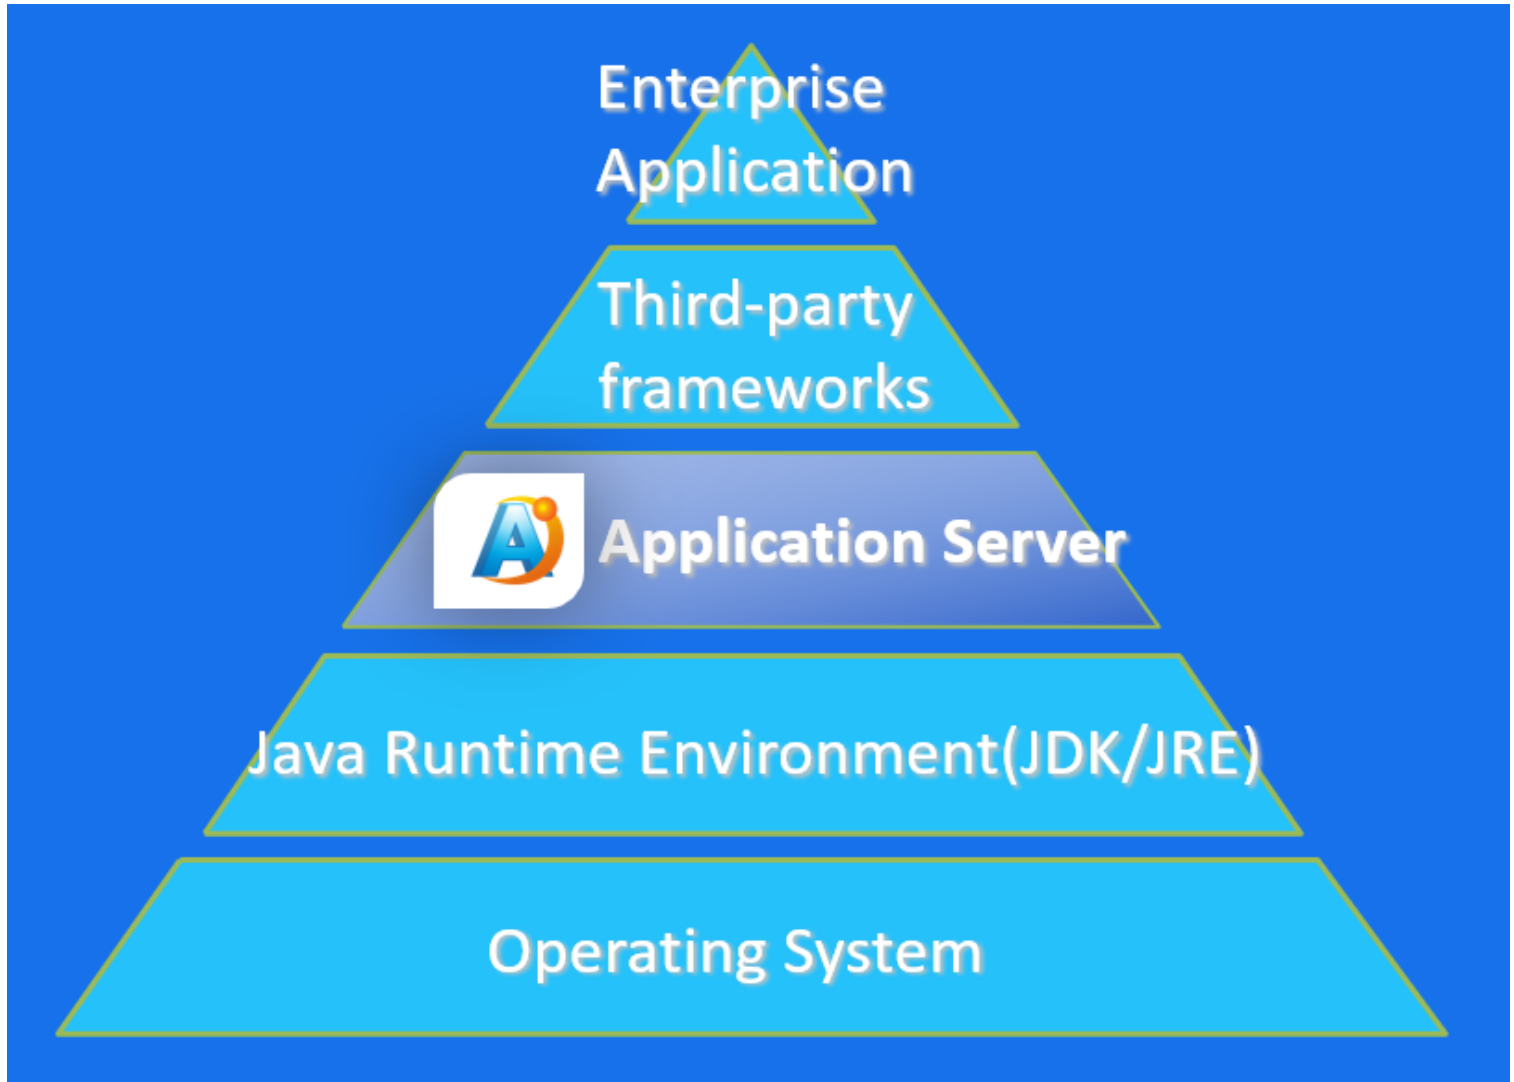 Enterprise
Application
Third-party
frameworks
A Application Server
Java Runtime Environment(JDK/JRE)
Operating System